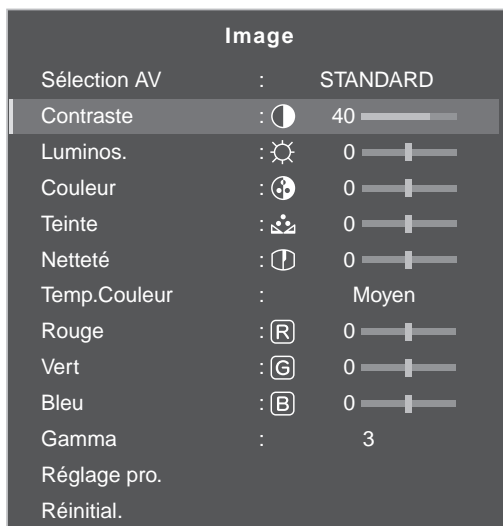 Image
Sélection AV : STANDARD
Contraste : 40
Luminos. : 0
Couleur : 0
Teinte : 0
Netteté : 0
Temp.Couleur : Moyen
Rouge : R 0
Vert : G 0
Bleu : B 0
Gamma : 3
Réglage pro.
Réinitial.